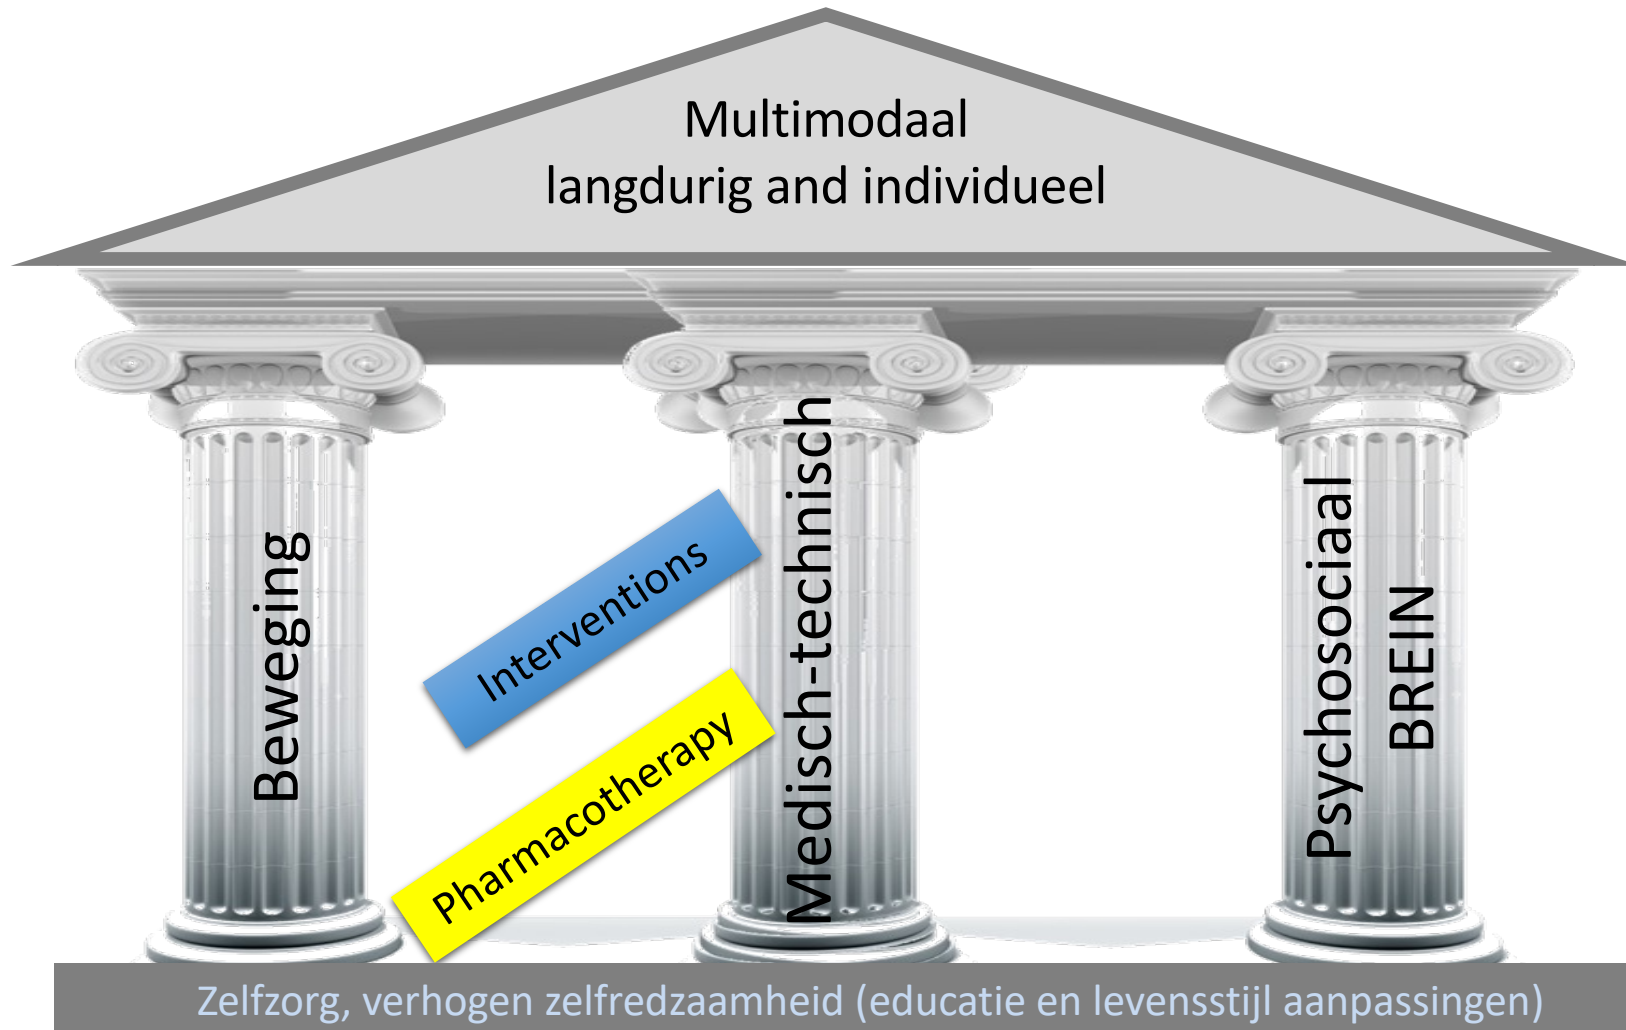 Multimodaal
langdurig and individueel
Beweging
Interventions
Pharmacotherapy
Medisch-technisch
Psychosociaal
BREIN
Zelfzorg, verhogen zelfredzaamheid (educatie en levensstijl aanpassingen)